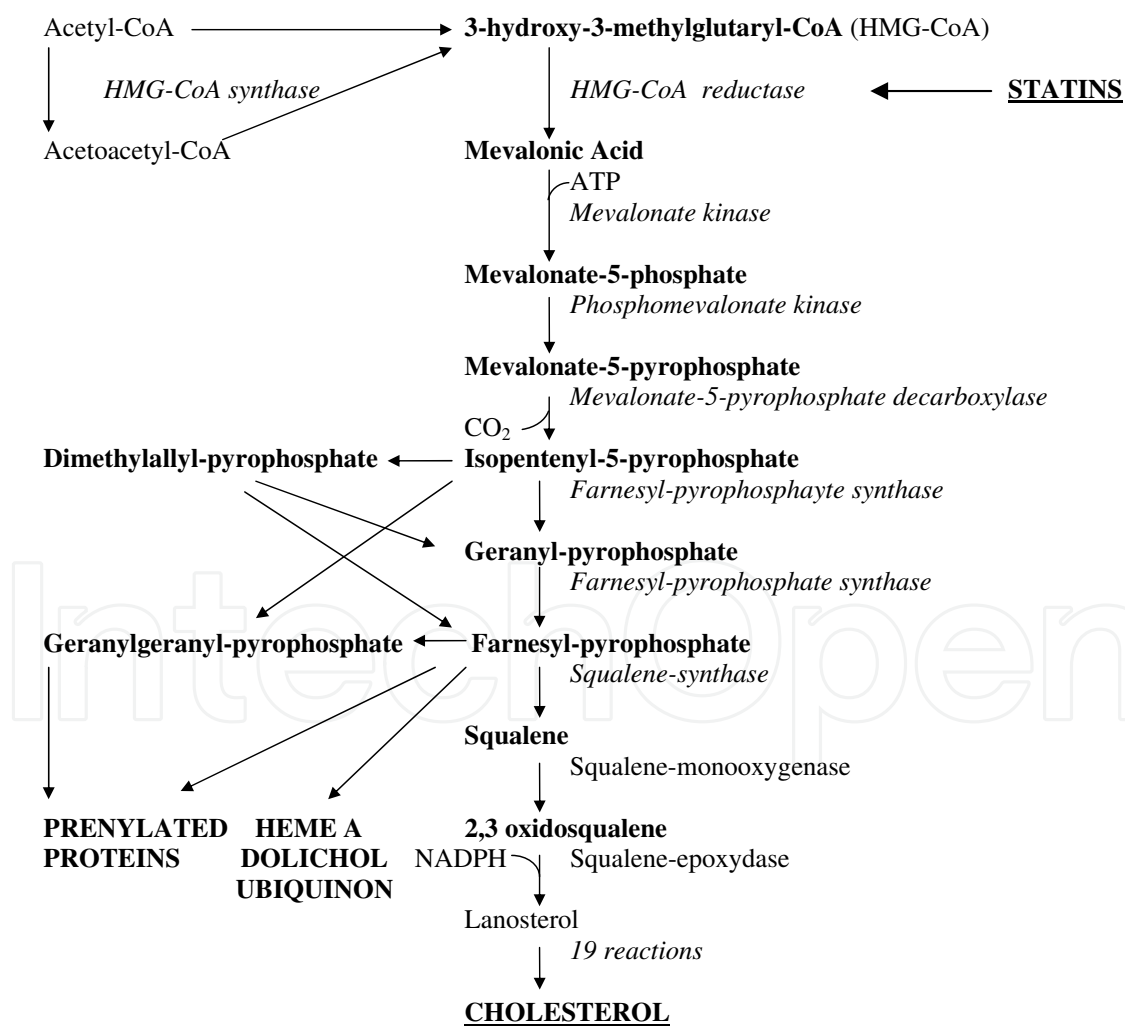 Acetyl-CoA
3-hydroxy-3-methylglutaryl-CoA (HMG-CoA)
HMG-CoA synthase
HMG-CoA reductase
STATINS
Acetoacetyl-CoA
Mevalonic Acid
ATP
Mevalonate kinase
Mevalonate-5-phosphate
Phosphomevalonate kinase
Mevalonate-5-pyrophosphate
Mevalonate-5-pyrophosphate decarboxylase
CO₂
Dimethylallyl-pyrophosphate
Isopentenyl-5-pyrophosphate
Farnesyl-pyrophosphayte synthase
Geranyl-pyrophosphate
Farnesyl-pyrophosphate synthase
IntechOpen
Geranylgeranyl-pyrophosphate
Farnesyl-pyrophosphate
Squalene-synthase
Squalene
Squalene-monooxygenase
PRENYLATED
PROTEINS
HEME A
DOLICHOL
UBIQUINON
2,3 oxidosqualene
NADPH
Squalene-epoxydase
Lanosterol
19 reactions
CHOLESTEROL